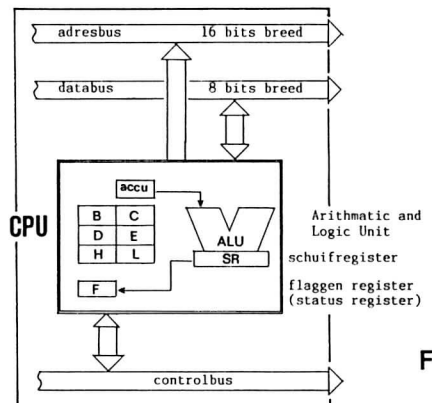 adresbus 16 bits breed
databus 8 bits breed
CPU
accu
B C
D E
H L
F
ALU
SR
Arithmatic and
Logic Unit
schuifregister
flaggen register
(status register)
controlbus
F